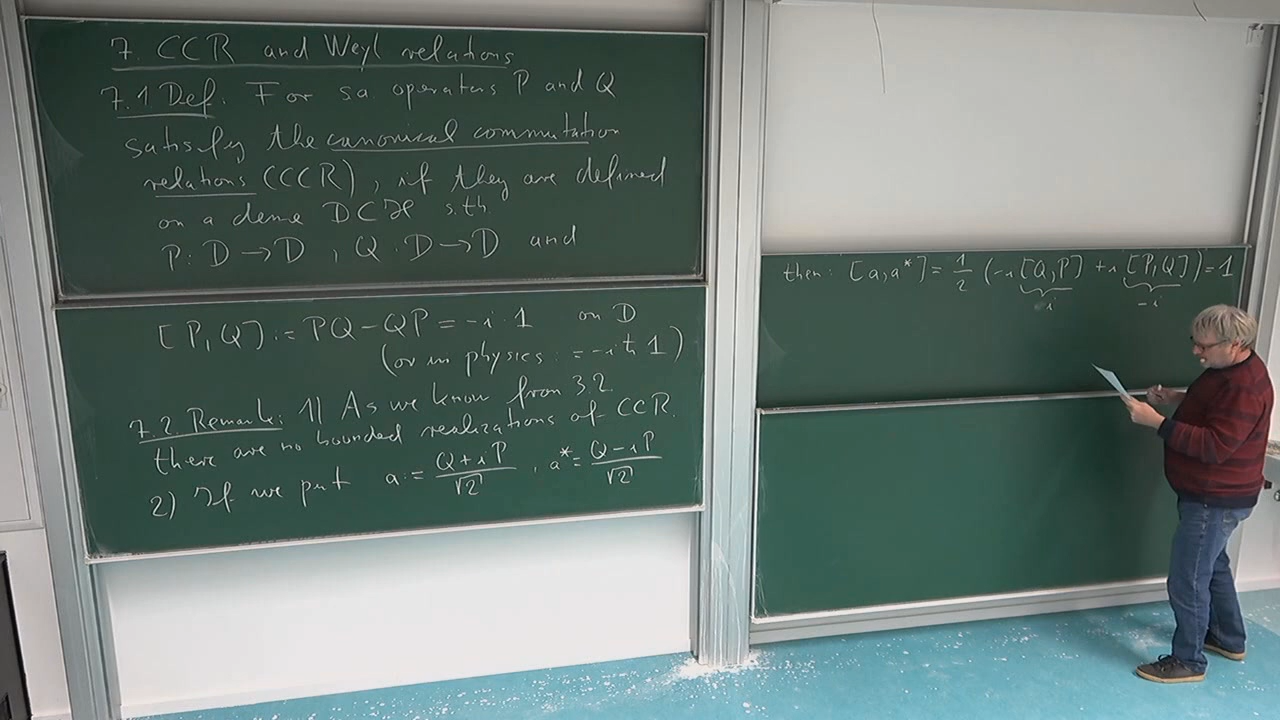 7. CCR and Weyl relations
7.1 Def. For s.a. operators P and Q
satisfy the canonical commutation
relations (CCR), if they are defined
on a dense D⊂ℋ s.th.
P: D → D , Q: D → D and
[P,Q] := PQ - QP = -i·1 on D
(or in physics: = -iħ1)
7.2. Remark: 1) As we know from 3.2.
there are no bounded realizations of CCR.
2) If we put a := (Q+iP)/√2 , a* = (Q-iP)/√2
then: [a,a*] = 1/2 (-i[Q,P] + i[P,Q]) = 1
i -i